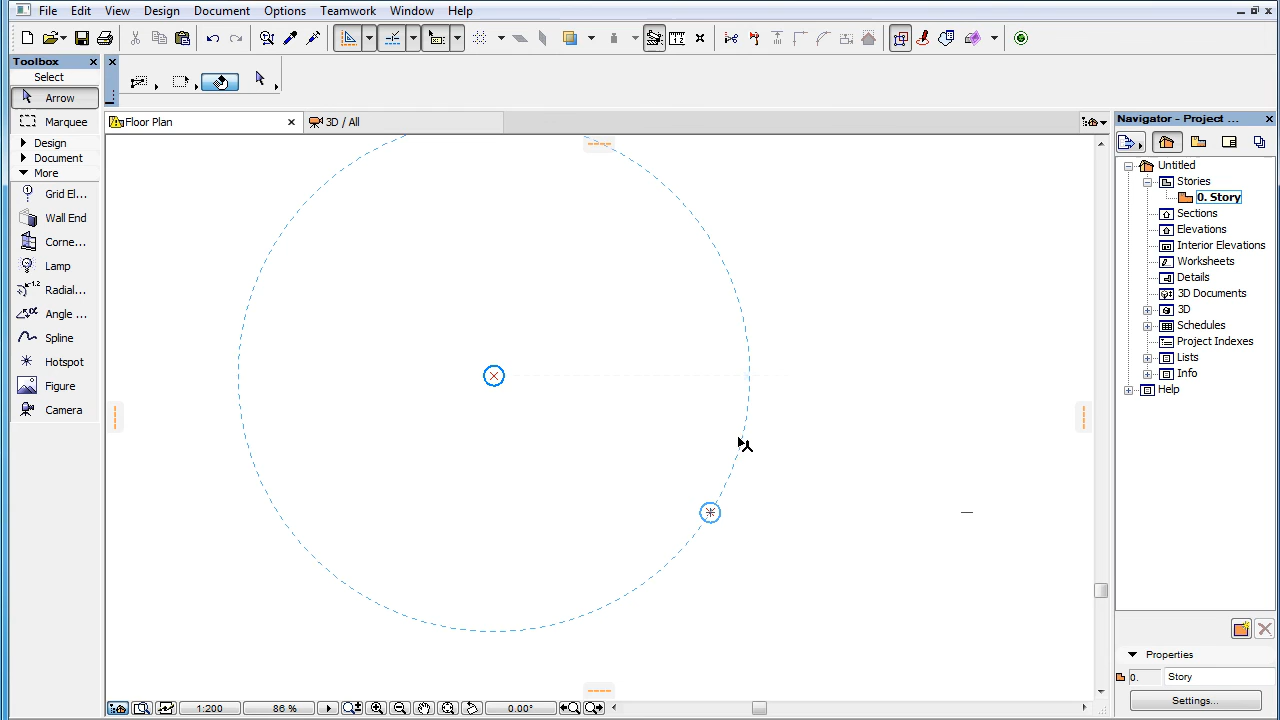 File Edit View Design Document Options Teamwork Window Help
Toolbox
Select
Arrow
Marquee
Design
Document
More
Grid El...
Wall End
Corne...
Lamp
Radial...
Angle ...
Spline
Hotspot
Figure
Camera
Floor Plan
3D / All
1:200
86 %
0.00°
Navigator - Project ...
Untitled
Stories
0. Story
Sections
Elevations
Interior Elevations
Worksheets
Details
3D Documents
3D
Schedules
Project Indexes
Lists
Info
Help
Properties
0. Story
Settings...